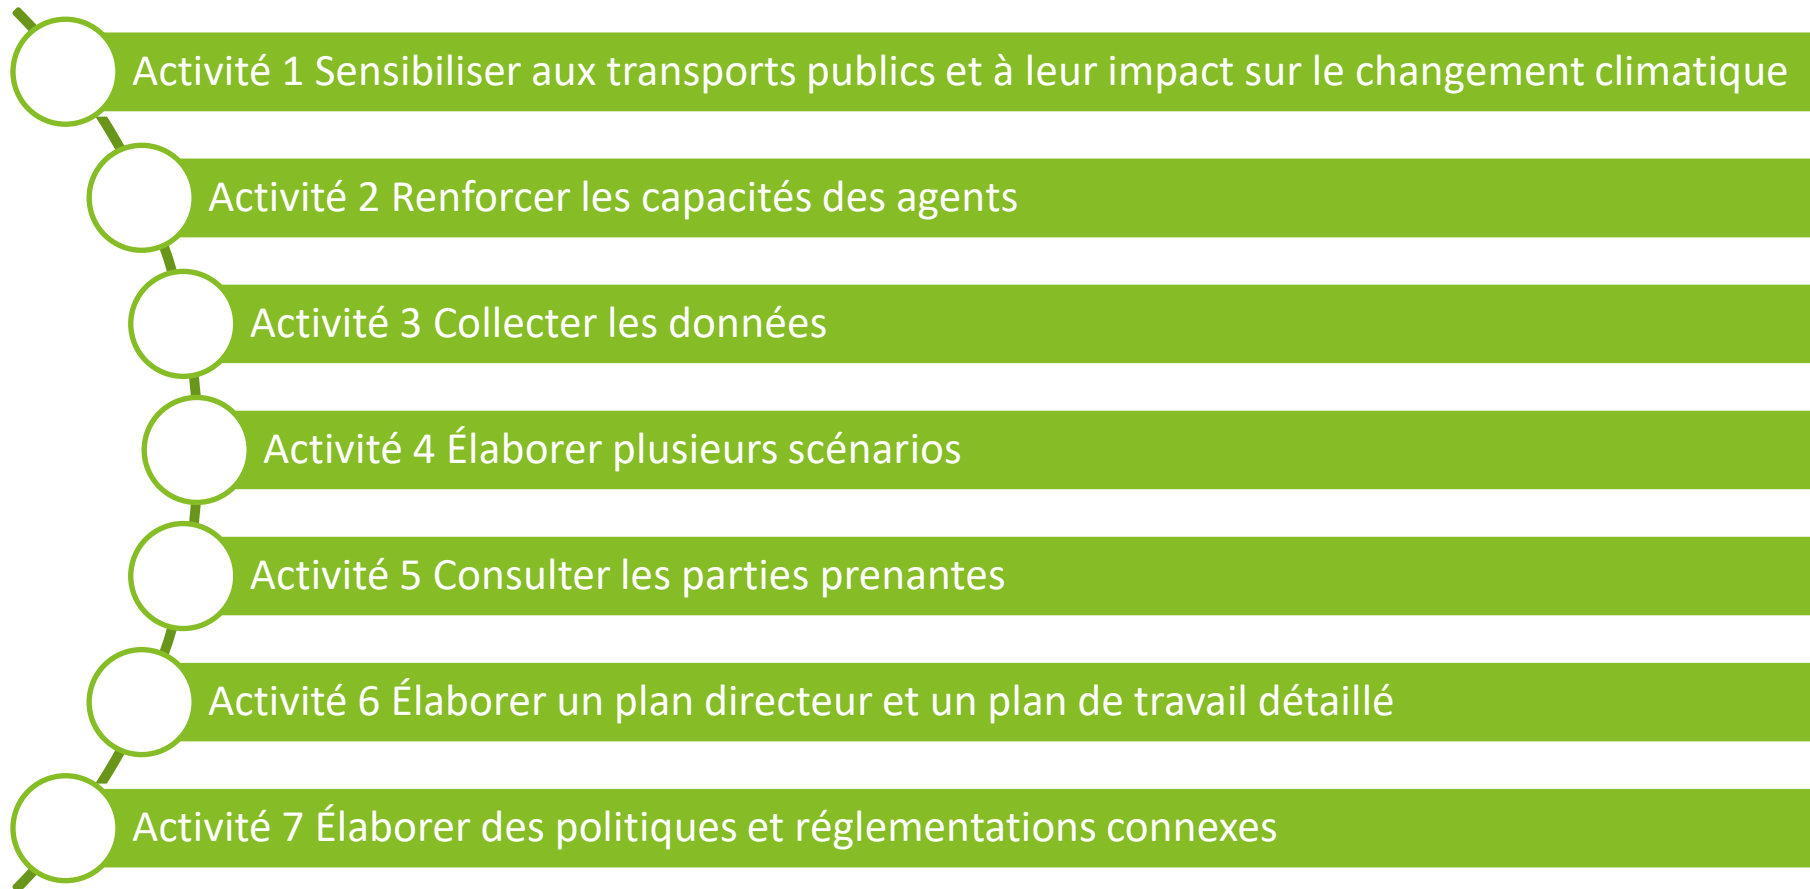 Activité 1 Sensibiliser aux transports publics et à leur impact sur le changement climatique
Activité 2 Renforcer les capacités des agents
Activité 3 Collecter les données
Activité 4 Élaborer plusieurs scénarios
Activité 5 Consulter les parties prenantes
Activité 6 Élaborer un plan directeur et un plan de travail détaillé
Activité 7 Élaborer des politiques et réglementations connexes